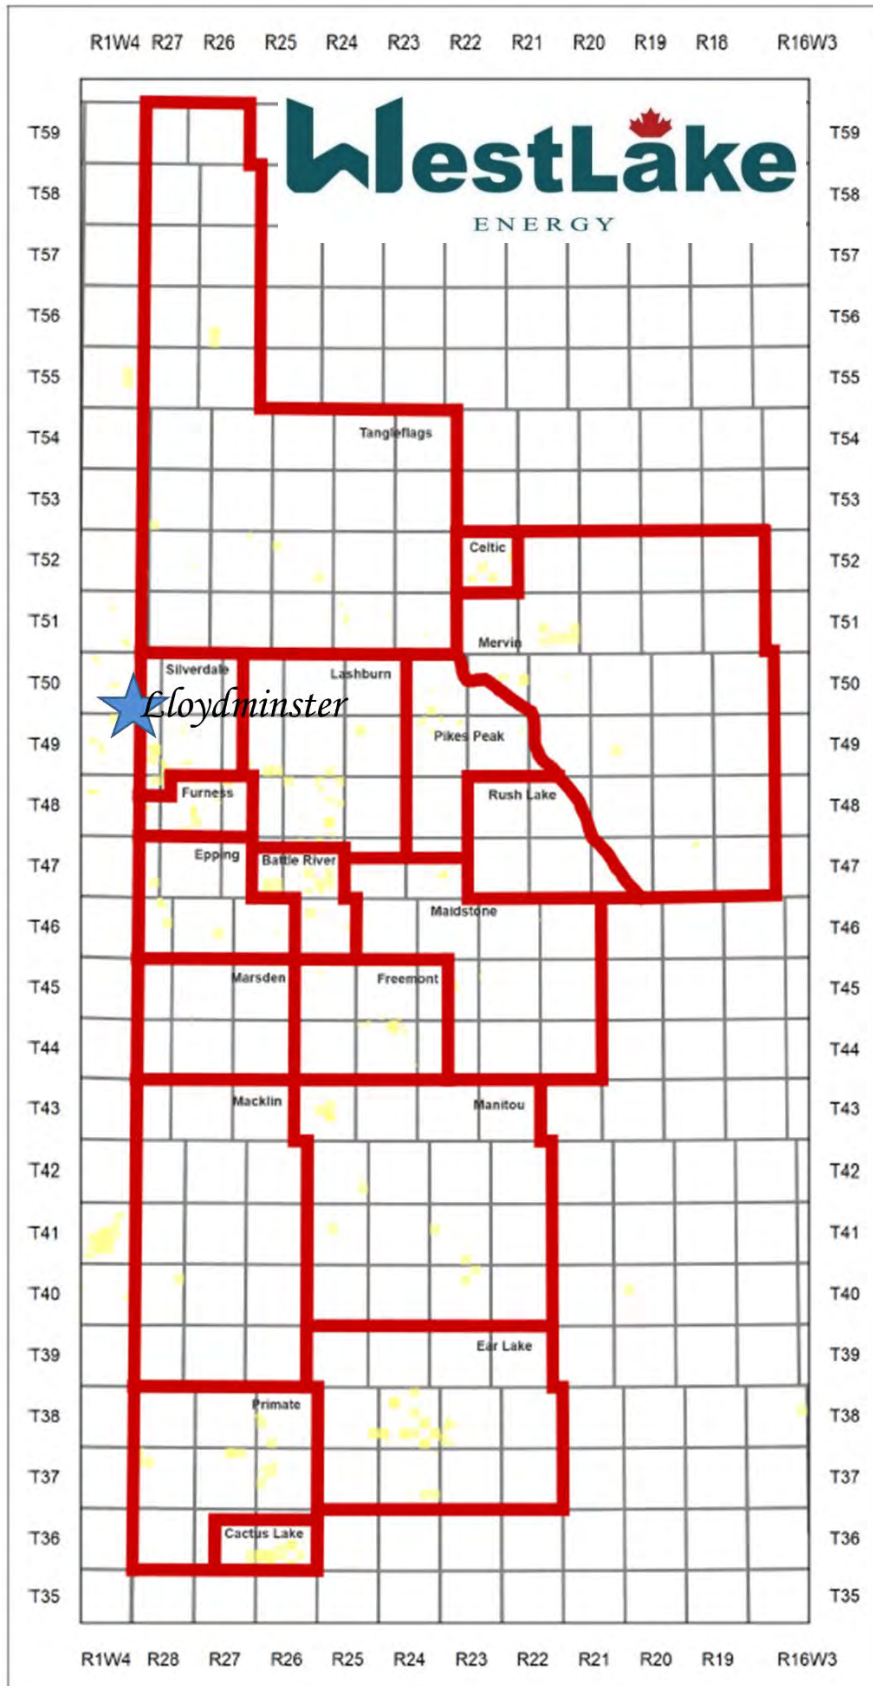 R1W4 R27 R26 R25 R24 R23 R22 R21 R20 R19 R18 R16W3
WestLake
ENERGY
T59 T59
T58 T58
T57 T57
T56 T56
T55 T55
T54 Tangleflags T54
T53 T53
T52 Celtic T52
T51 Mervin T51
T50 Silverdale Lashburn T50
Lloydminster
T49 Pikes Peak T49
T48 Furness Rush Lake T48
T47 Epping Battle River T47
T46 Maidstone T46
T45 Marsden Freemont T45
T44 T44
T43 Macklin Manitou T43
T42 T42
T41 T41
T40 T40
T39 Ear Lake T39
T38 Primate T38
T37 T37
T36 Cactus Lake T36
T35 T35
R1W4 R28 R27 R26 R25 R24 R23 R22 R21 R20 R19 R16W3